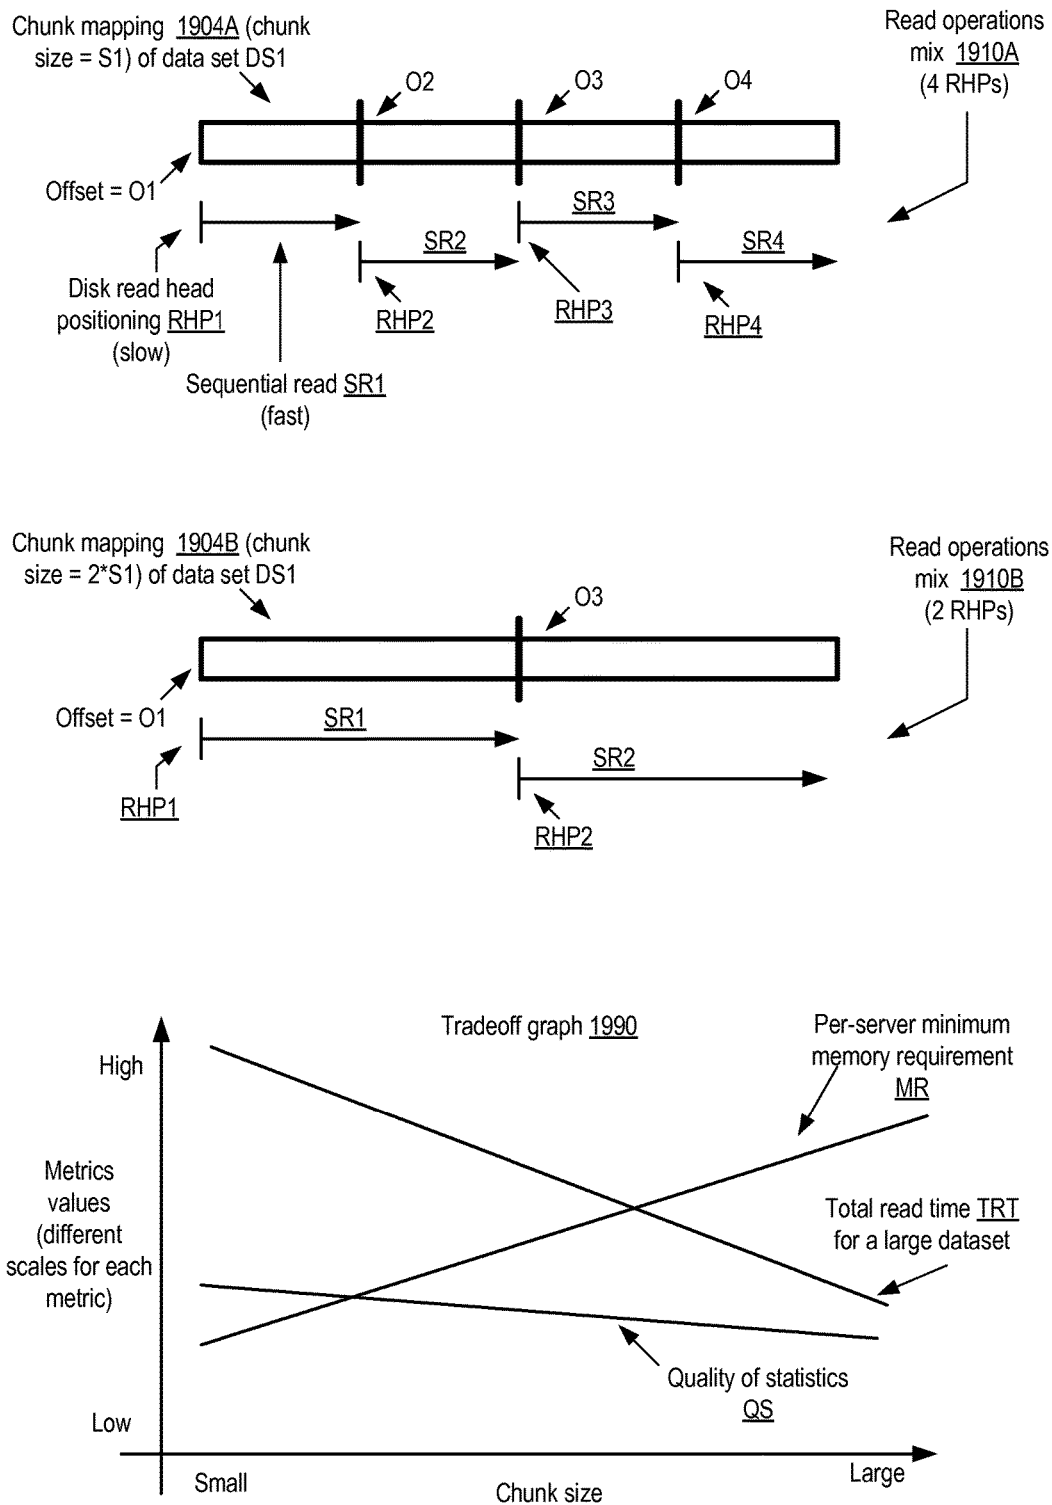 Chunk mapping 1904A (chunk
size = S1) of data set DS1
Read operations
mix 1910A
(4 RHPs)
O2
O3
O4
Offset = O1
SR3
SR2
SR4
Disk read head
positioning RHP1
(slow)
RHP2
RHP3
RHP4
Sequential read SR1
(fast)
Chunk mapping 1904B (chunk
size = 2*S1) of data set DS1
Read operations
mix 1910B
(2 RHPs)
O3
Offset = O1
SR1
SR2
RHP1
RHP2
Tradeoff graph 1990
Per-server minimum
memory requirement
MR
High
Metrics
values
(different
scales for each
metric)
Total read time TRT
for a large dataset
Quality of statistics
QS
Low
Small
Chunk size
Large